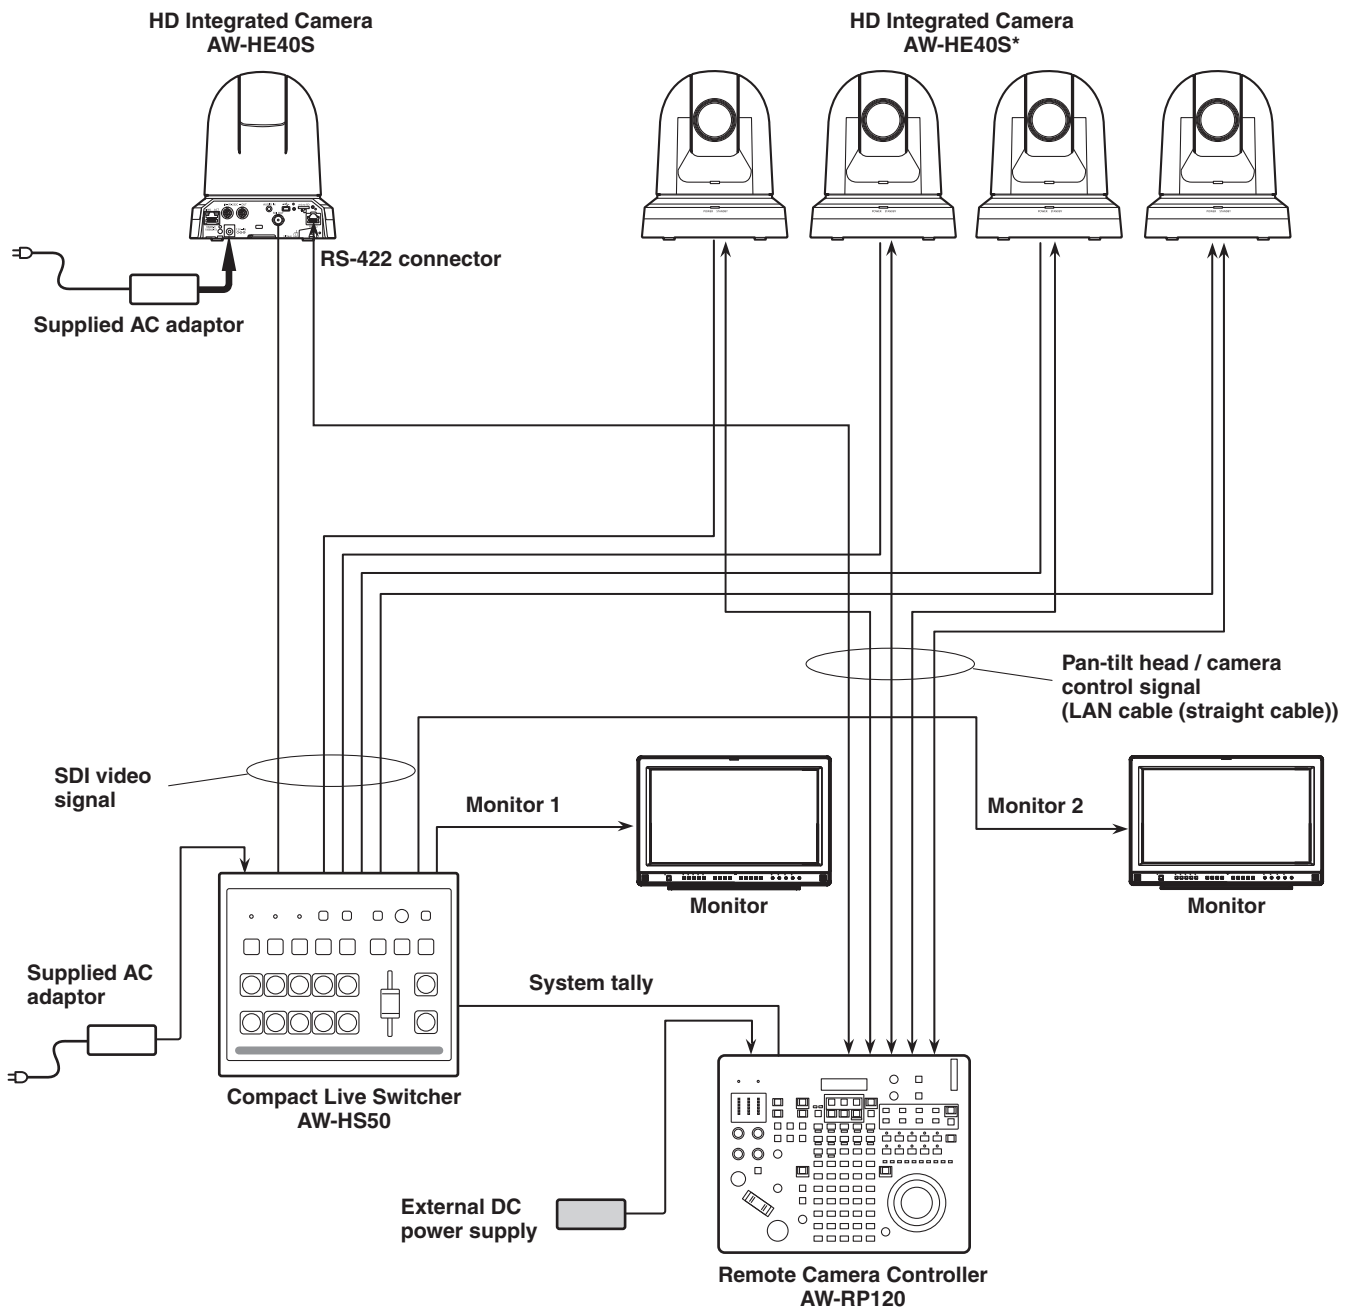 HD Integrated Camera
AW-HE40S
HD Integrated Camera
AW-HE40S*
RS-422 connector
Supplied AC adaptor
Pan-tilt head / camera
control signal
(LAN cable (straight cable))
SDI video
signal
Monitor 1
Monitor 2
Monitor
Monitor
Supplied AC
adaptor
System tally
Compact Live Switcher
AW-HS50
External DC
power supply
Remote Camera Controller
AW-RP120